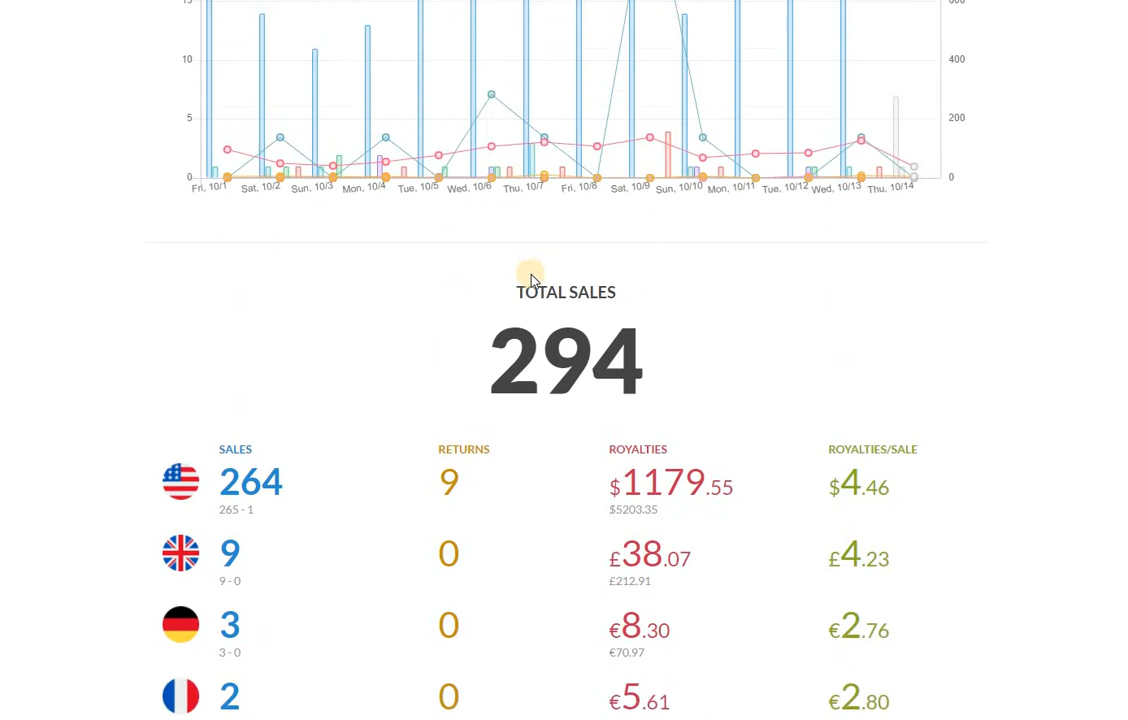 15 600
10 400
5 200
0 0
Fri, 10/1 Sat, 10/2 Sun, 10/3 Mon, 10/4 Tue, 10/5 Wed, 10/6 Thu, 10/7 Fri, 10/8 Sat, 10/9 Sun, 10/10 Mon, 10/11 Tue, 10/12 Wed, 10/13 Thu, 10/14
TOTAL SALES
294
SALES RETURNS ROYALTIES ROYALTIES/SALE
264 9 $1179.55 $4.46
265 - 1 $5203.35
9 0 £38.07 £4.23
9 - 0 £212.91
3 0 €8.30 €2.76
3 - 0 €70.97
2 0 €5.61 €2.80